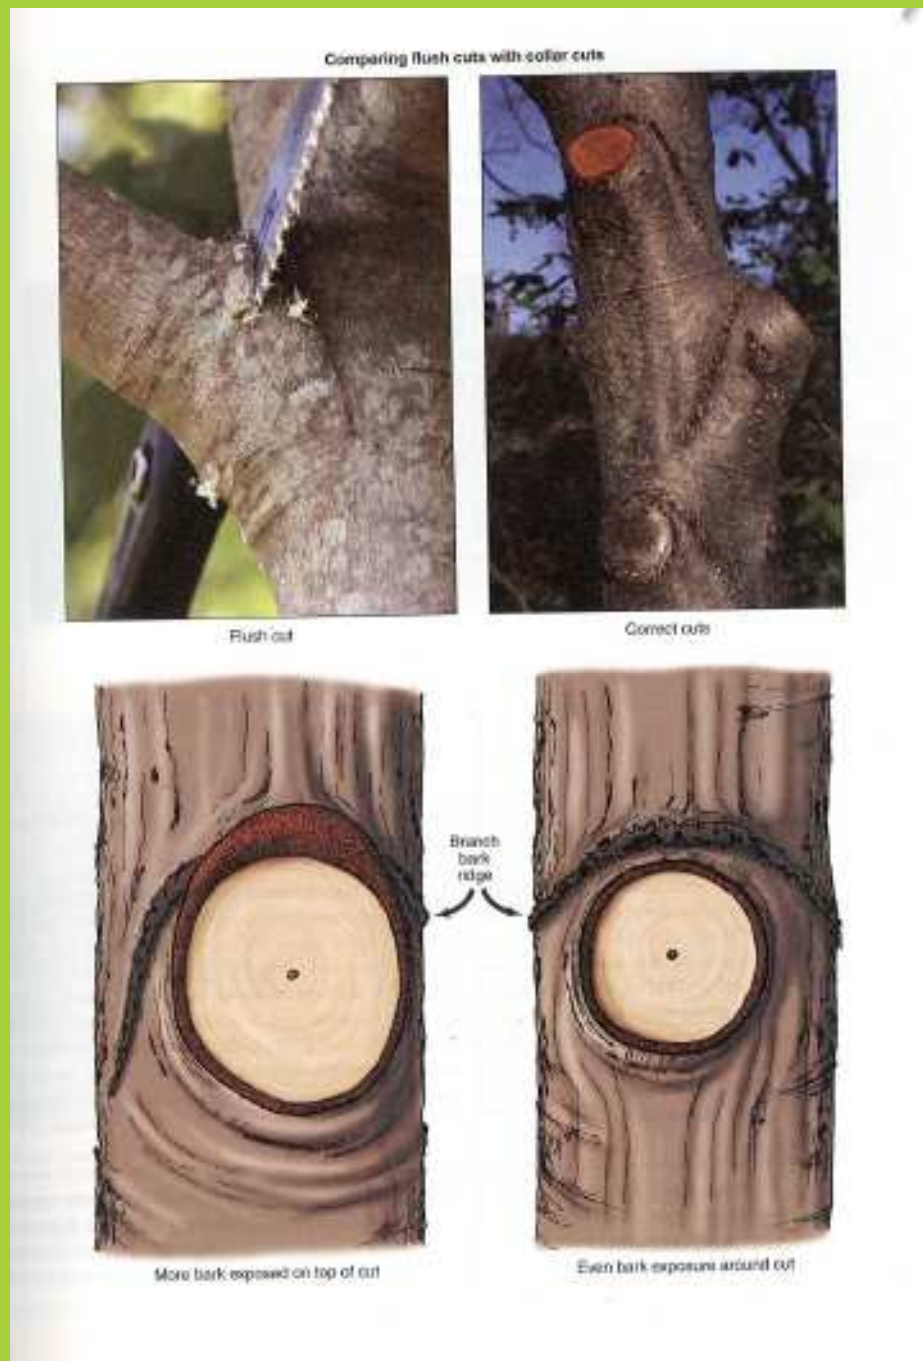 Comparing flush cuts with collar cuts
Flush cut
Correct cuts
Branch
bark
ridge
More bark exposed on top of cut
Even bark exposure around cut